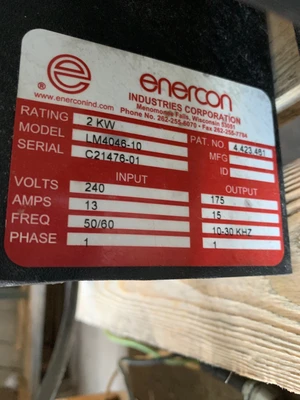 e®
enercon
INDUSTRIES CORPORATION
www.enerconind.com
Menomonee Falls, Wisconsin 53051
Phone No. 262-255-6070 • Fax 262-255-7784
RATING 2 KW
MODEL LM4046-10 PAT. NO 4,423,461
SERIAL C21476-01 MFG
ID
INPUT OUTPUT
VOLTS 240 175
AMPS 13 15
FREQ 50/60 10-30 KHZ
PHASE 1 1